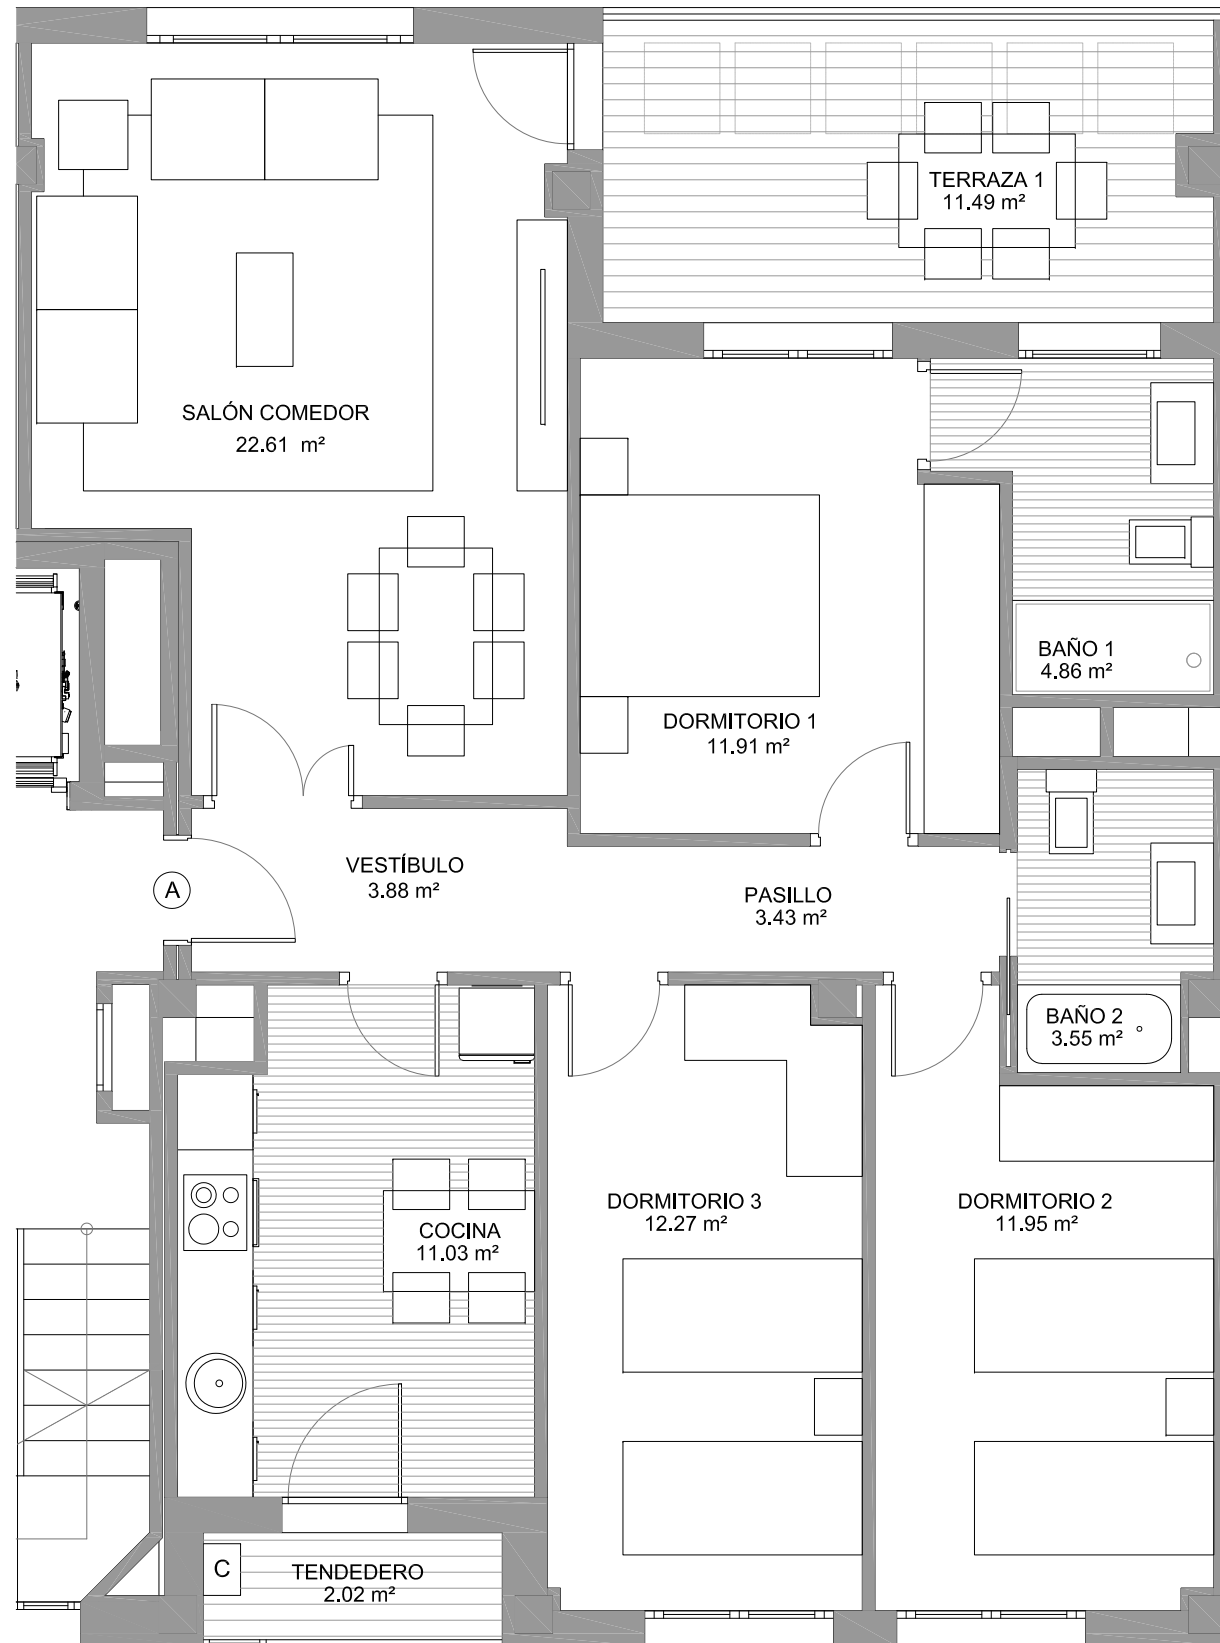 TERRAZA 1
11.49 m²
SALÓN COMEDOR
22.61 m²
BAÑO 1
4.86 m²
DORMITORIO 1
11.91 m²
VESTÍBULO
3.88 m²
A
PASILLO
3.43 m²
BAÑO 2
3.55 m²
DORMITORIO 3
12.27 m²
DORMITORIO 2
11.95 m²
COCINA
11.03 m²
C
TENDEDERO
2.02 m²